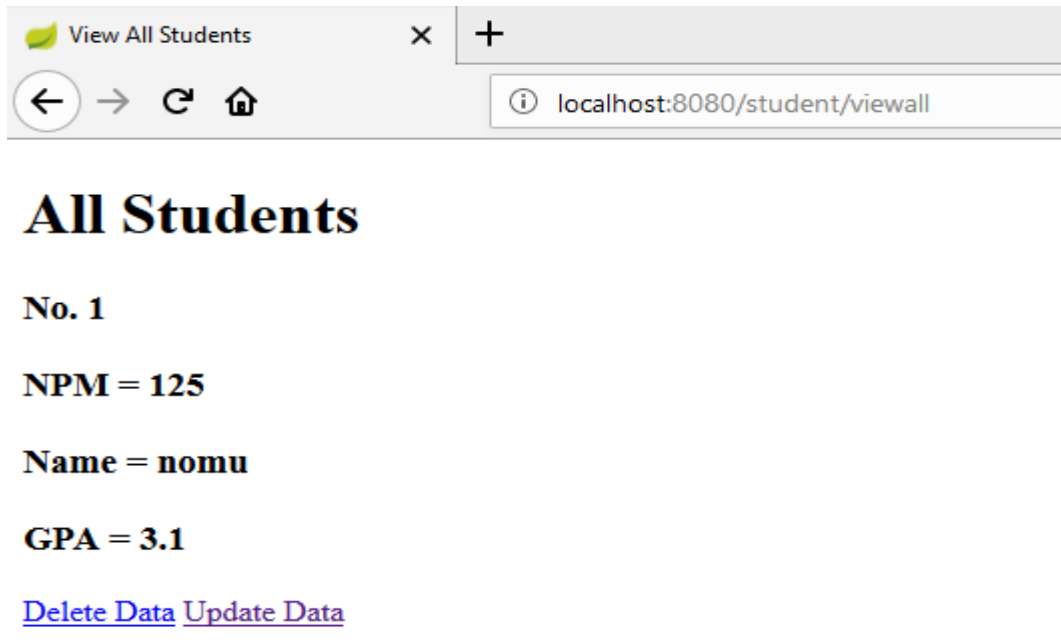 View All Students
localhost:8080/student/viewall
All Students
No. 1
NPM = 125
Name = nomu
GPA = 3.1
Delete Data Update Data